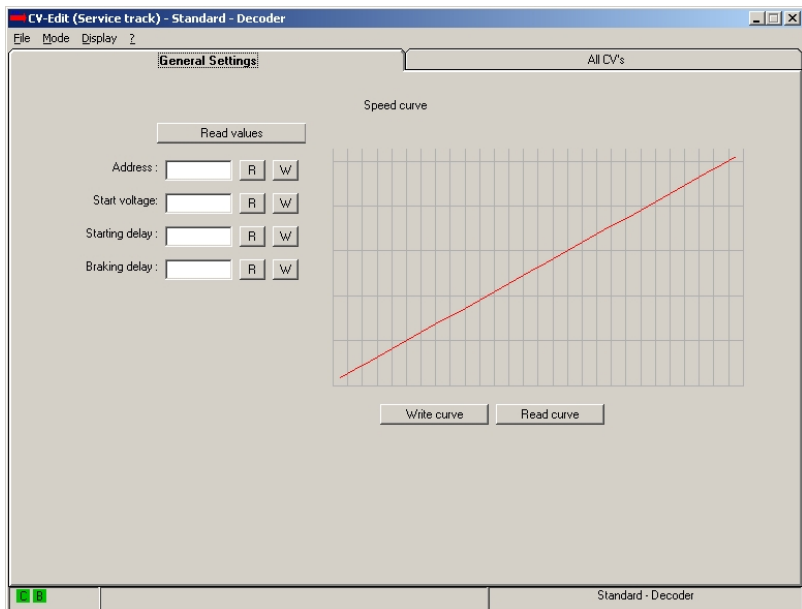 CV-Edit (Service track) - Standard - Decoder
File Mode Display ?
General Settings
All CV's
Speed curve
Read values
Address : R W
Start voltage: R W
Starting delay : R W
Braking delay : R W
Write curve Read curve
C B
Standard - Decoder